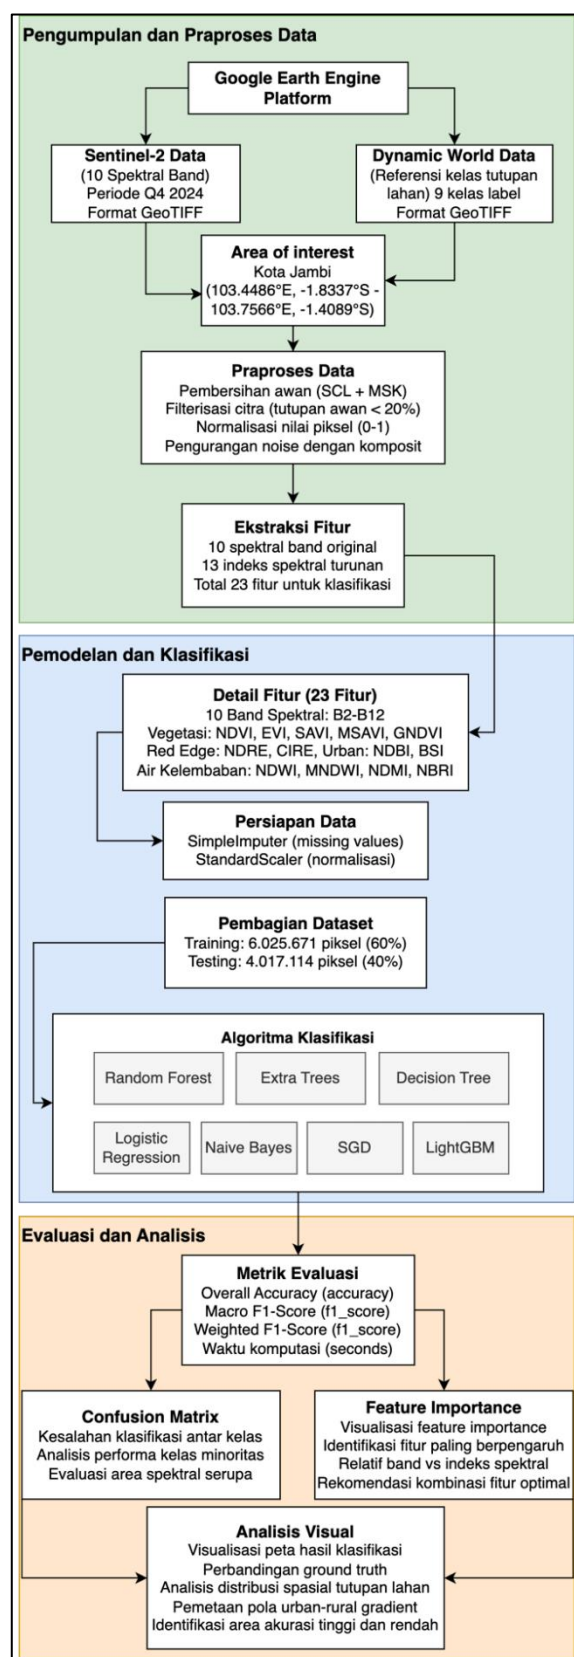 Pengumpulan dan Praproses Data
Google Earth Engine
Platform
Sentinel-2 Data
(10 Spektral Band)
Periode Q4 2024
Format GeoTIFF
Dynamic World Data
(Referensi kelas tutupan
lahan) 9 kelas label
Format GeoTIFF
Area of interest
Kota Jambi
(103.4486°E, -1.8337°S -
103.7566°E, -1.4089°S)
Praproses Data
Pembersihan awan (SCL + MSK)
Filterisasi citra (tutupan awan < 20%)
Normalisasi nilai piksel (0-1)
Pengurangan noise dengan komposit
Ekstraksi Fitur
10 spektral band original
13 indeks spektral turunan
Total 23 fitur untuk klasifikasi
Pemodelan dan Klasifikasi
Detail Fitur (23 Fitur)
10 Band Spektral: B2-B12
Vegetasi: NDVI, EVI, SAVI, MSAVI, GNDVI
Red Edge: NDRE, CIRE, Urban: NDBI, BSI
Air Kelembaban: NDWI, MNDWI, NDMI, NBRI
Persiapan Data
SimpleImputer (missing values)
StandardScaler (normalisasi)
Pembagian Dataset
Training: 6.025.671 piksel (60%)
Testing: 4.017.114 piksel (40%)
Algoritma Klasifikasi
Random Forest
Extra Trees
Decision Tree
Logistic
Regression
Naive Bayes
SGD
LightGBM
Evaluasi dan Analisis
Metrik Evaluasi
Overall Accuracy (accuracy)
Macro F1-Score (f1_score)
Weighted F1-Score (f1_score)
Waktu komputasi (seconds)
Confusion Matrix
Kesalahan klasifikasi antar kelas
Analisis performa kelas minoritas
Evaluasi area spektral serupa
Feature Importance
Visualisasi feature importance
Identifikasi fitur paling berpengaruh
Relatif band vs indeks spektral
Rekomendasi kombinasi fitur optimal
Analisis Visual
Visualisasi peta hasil klasifikasi
Perbandingan ground truth
Analisis distribusi spasial tutupan lahan
Pemetaan pola urban-rural gradient
Identifikasi area akurasi tinggi dan rendah